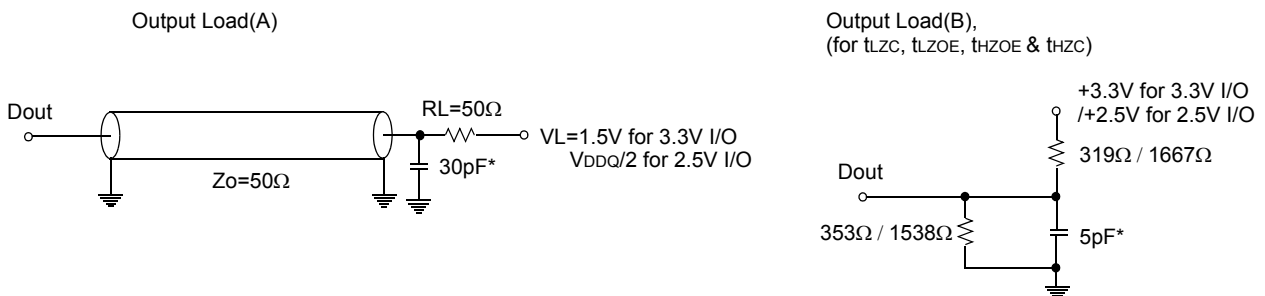 Output Load(A)
Dout
RL=50Ω
VL=1.5V for 3.3V I/O
VDDQ/2 for 2.5V I/O
30pF*
Zo=50Ω
Output Load(B),
(for tLZC, tLZOE, tHZOE & tHZC)
+3.3V for 3.3V I/O
/+2.5V for 2.5V I/O
319Ω / 1667Ω
Dout
353Ω / 1538Ω
5pF*